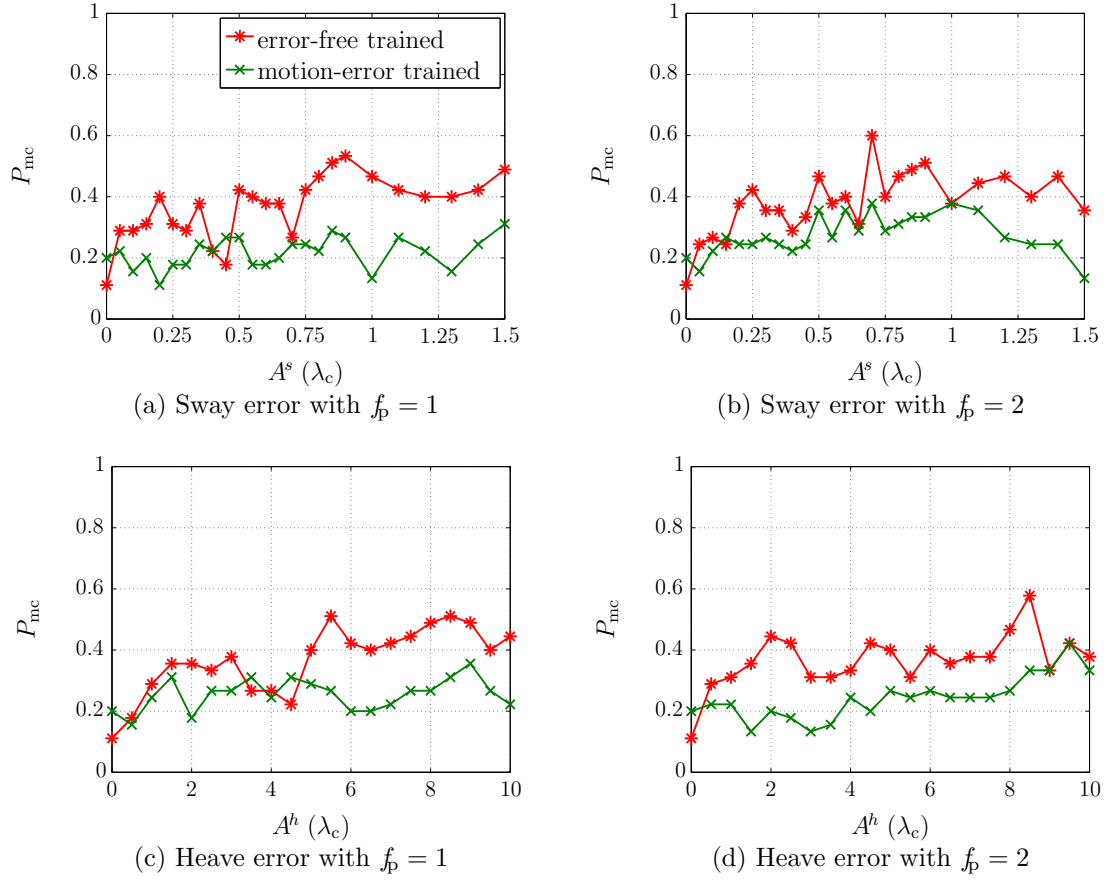 1
0.8
0.6
0.4
0.2
0
P_mc
error-free trained
motion-error trained
0 0.25 0.5 0.75 1 1.25 1.5
A^s (λ_c)
(a) Sway error with f_p = 1
1
0.8
0.6
0.4
0.2
0
P_mc
0 0.25 0.5 0.75 1 1.25 1.5
A^s (λ_c)
(b) Sway error with f_p = 2
1
0.8
0.6
0.4
0.2
0
P_mc
0 2 4 6 8 10
A^h (λ_c)
(c) Heave error with f_p = 1
1
0.8
0.6
0.4
0.2
0
P_mc
0 2 4 6 8 10
A^h (λ_c)
(d) Heave error with f_p = 2